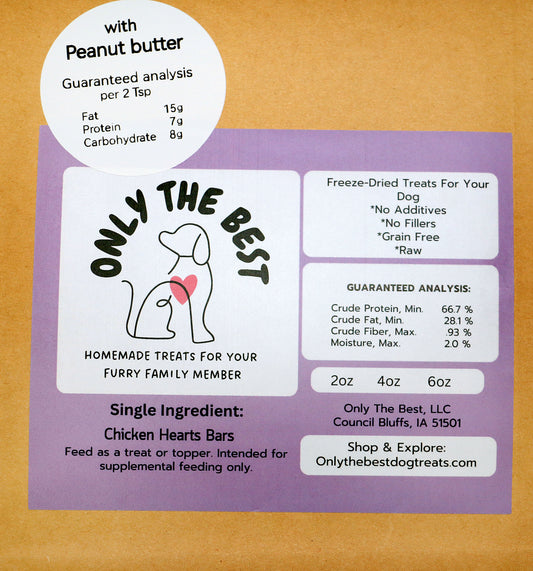 with
Peanut butter
Guaranteed analysis
per 2 Tsp
Fat 15g
Protein 7g
Carbohydrate 8g
ONLY THE BEST
HOMEMADE TREATS FOR YOUR
FURRY FAMILY MEMBER
Single Ingredient:
Chicken Hearts Bars
Feed as a treat or topper. Intended for
supplemental feeding only.
Freeze-Dried Treats For Your
Dog
*No Additives
*No Fillers
*Grain Free
*Raw
GUARANTEED ANALYSIS:
Crude Protein, Min. 66.7 %
Crude Fat, Min. 28.1 %
Crude Fiber, Max. .93 %
Moisture, Max. 2.0 %
2oz 4oz 6oz
Only The Best, LLC
Council Bluffs, IA 51501
Shop & Explore:
Onlythebestdogtreats.com